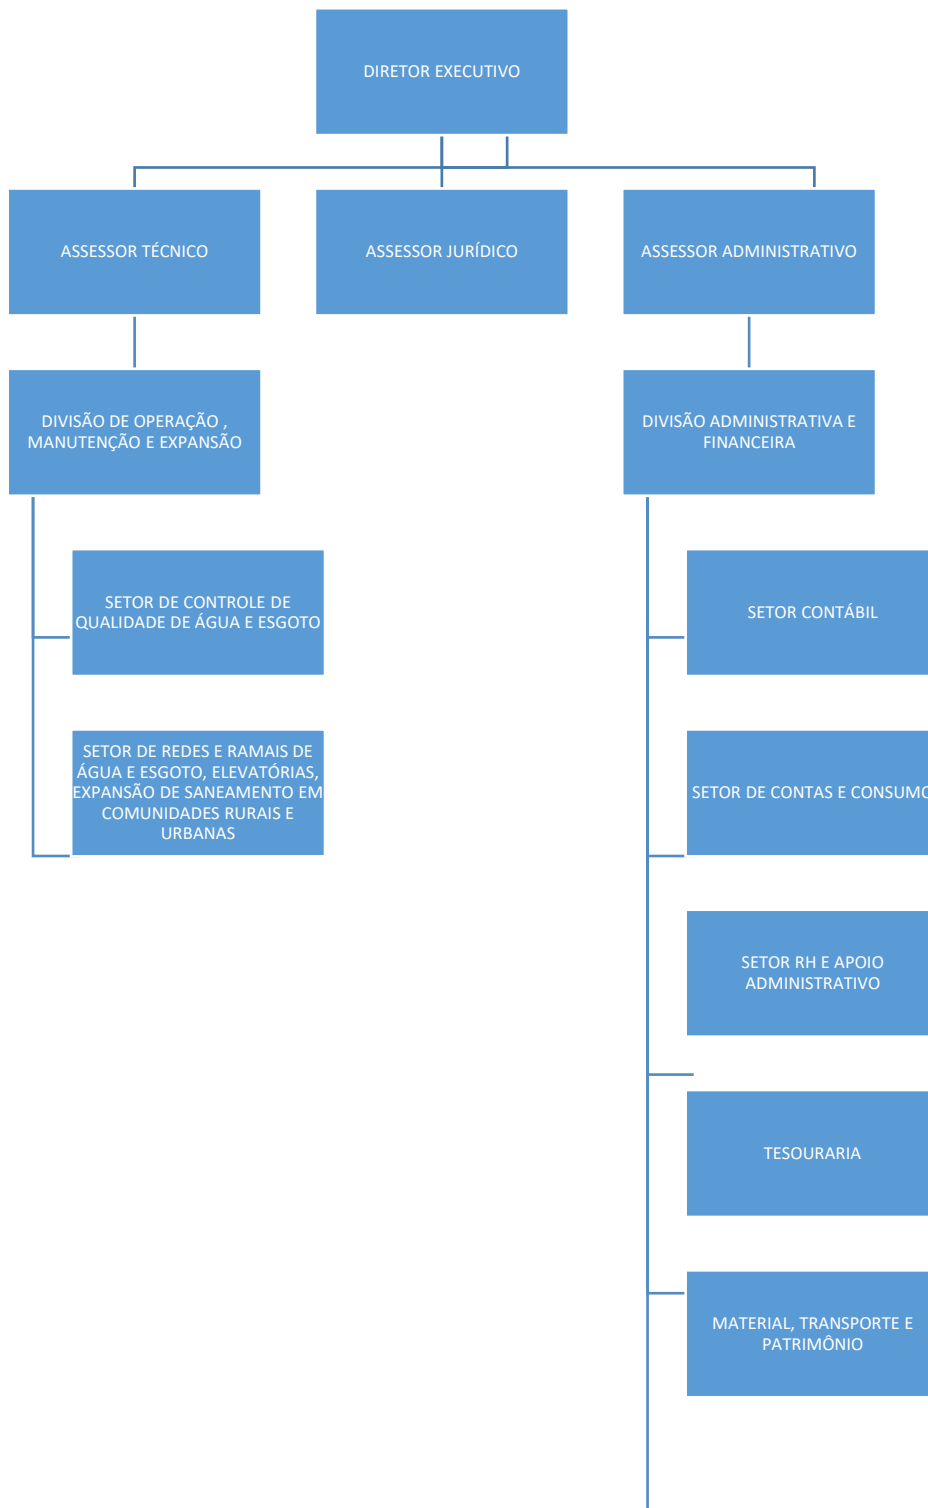 DIRETOR EXECUTIVO
ASSESSOR TÉCNICO
ASSESSOR JURÍDICO
ASSESSOR ADMINISTRATIVO
DIVISÃO DE OPERAÇÃO ,
MANUTENÇÃO E EXPANSÃO
DIVISÃO ADMINISTRATIVA E
FINANCEIRA
SETOR DE CONTROLE DE
QUALIDADE DE ÁGUA E ESGOTO
SETOR CONTÁBIL
SETOR DE REDES E RAMAIS DE
ÁGUA E ESGOTO, ELEVATÓRIAS,
EXPANSÃO DE SANEAMENTO EM
COMUNIDADES RURAIS E
URBANAS
SETOR DE CONTAS E CONSUMO
SETOR RH E APOIO
ADMINISTRATIVO
TESOURARIA
MATERIAL, TRANSPORTE E
PATRIMÔNIO